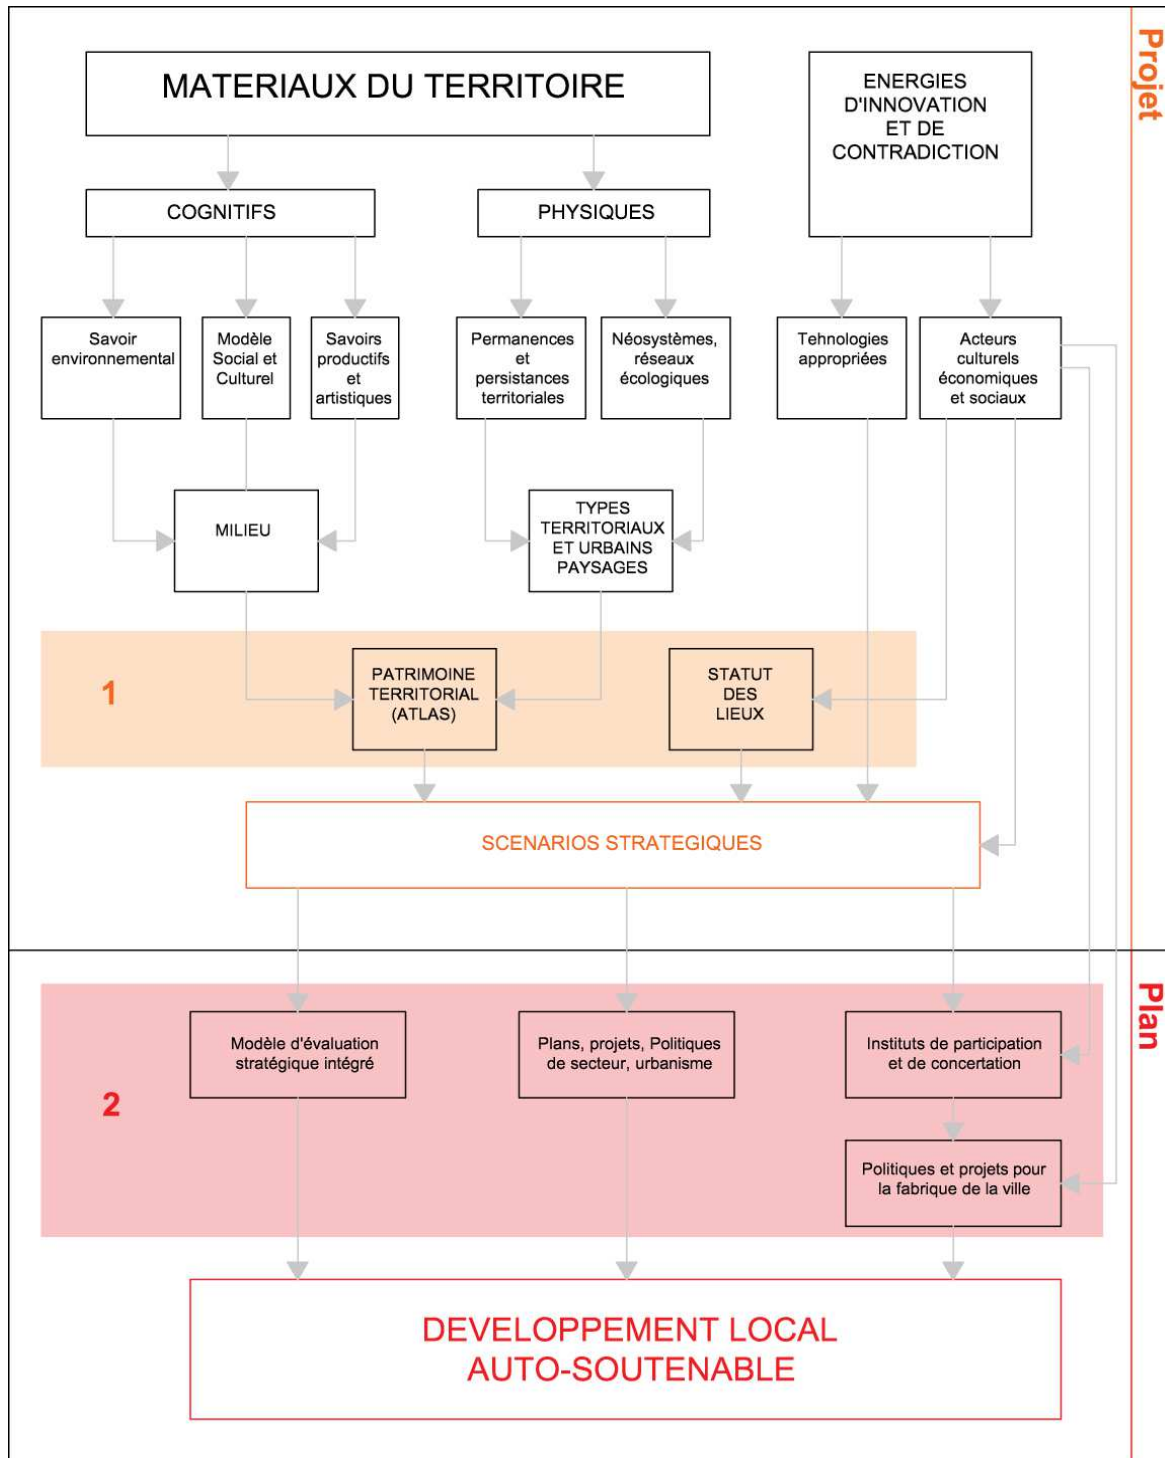 Projet
MATERIAUX DU TERRITOIRE
ENERGIES
D'INNOVATION
ET DE
CONTRADICTION
COGNITIFS
PHYSIQUES
Savoir
environnemental
Modèle
Social et
Culturel
Savoirs
productifs
et
artistiques
Permanences
et
persistances
territoriales
Néosystèmes,
réseaux
écologiques
Tehnologies
appropriées
Acteurs
culturels
économiques
et sociaux
MILIEU
TYPES
TERRITORIAUX
ET URBAINS
PAYSAGES
1
PATRIMOINE
TERRITORIAL
(ATLAS)
STATUT
DES
LIEUX
SCENARIOS STRATEGIQUES
Plan
2
Modèle d'évaluation
stratégique intégré
Plans, projets, Politiques
de secteur, urbanisme
Instituts de participation
et de concertation
Politiques et projets pour
la fabrique de la ville
DEVELOPPEMENT LOCAL
AUTO-SOUTENABLE